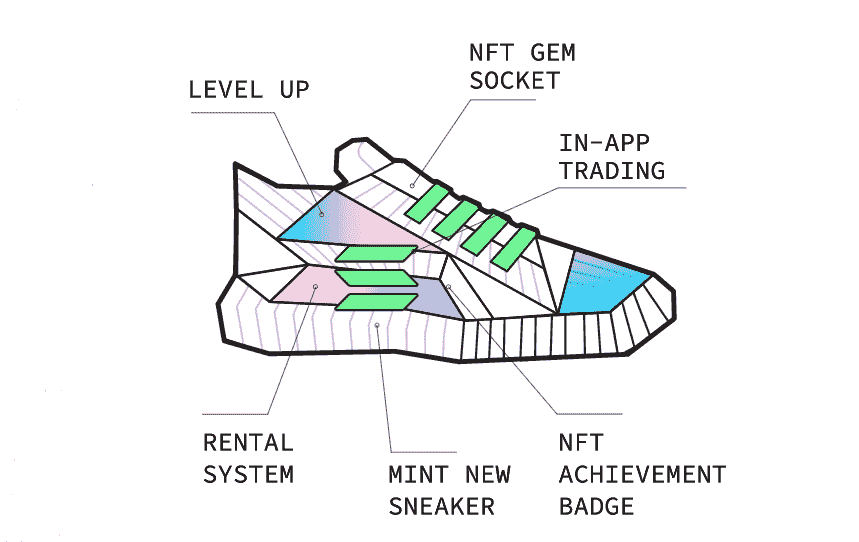 NFT GEM
SOCKET
LEVEL UP
IN-APP
TRADING
RENTAL
SYSTEM
MINT NEW
SNEAKER
NFT
ACHIEVEMENT
BADGE